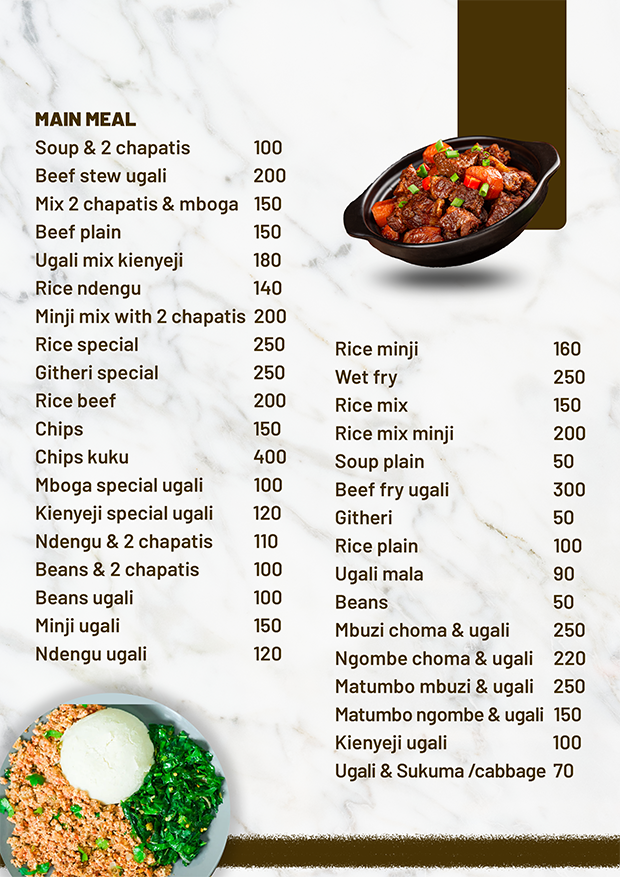 MAIN MEAL
Soup & 2 chapatis 100
Beef stew ugali 200
Mix 2 chapatis & mboga 150
Beef plain 150
Ugali mix kienyeji 180
Rice ndengu 140
Minji mix with 2 chapatis 200
Rice special 250
Githeri special 250
Rice beef 200
Chips 150
Chips kuku 400
Mboga special ugali 100
Kienyeji special ugali 120
Ndengu & 2 chapatis 110
Beans & 2 chapatis 100
Beans ugali 100
Minji ugali 150
Ndengu ugali 120
Rice minji 160
Wet fry 250
Rice mix 150
Rice mix minji 200
Soup plain 50
Beef fry ugali 300
Githeri 50
Rice plain 100
Ugali mala 90
Beans 50
Mbuzi choma & ugali 250
Ngombe choma & ugali 220
Matumbo mbuzi & ugali 250
Matumbo ngombe & ugali 150
Kienyeji ugali 100
Ugali & Sukuma /cabbage 70